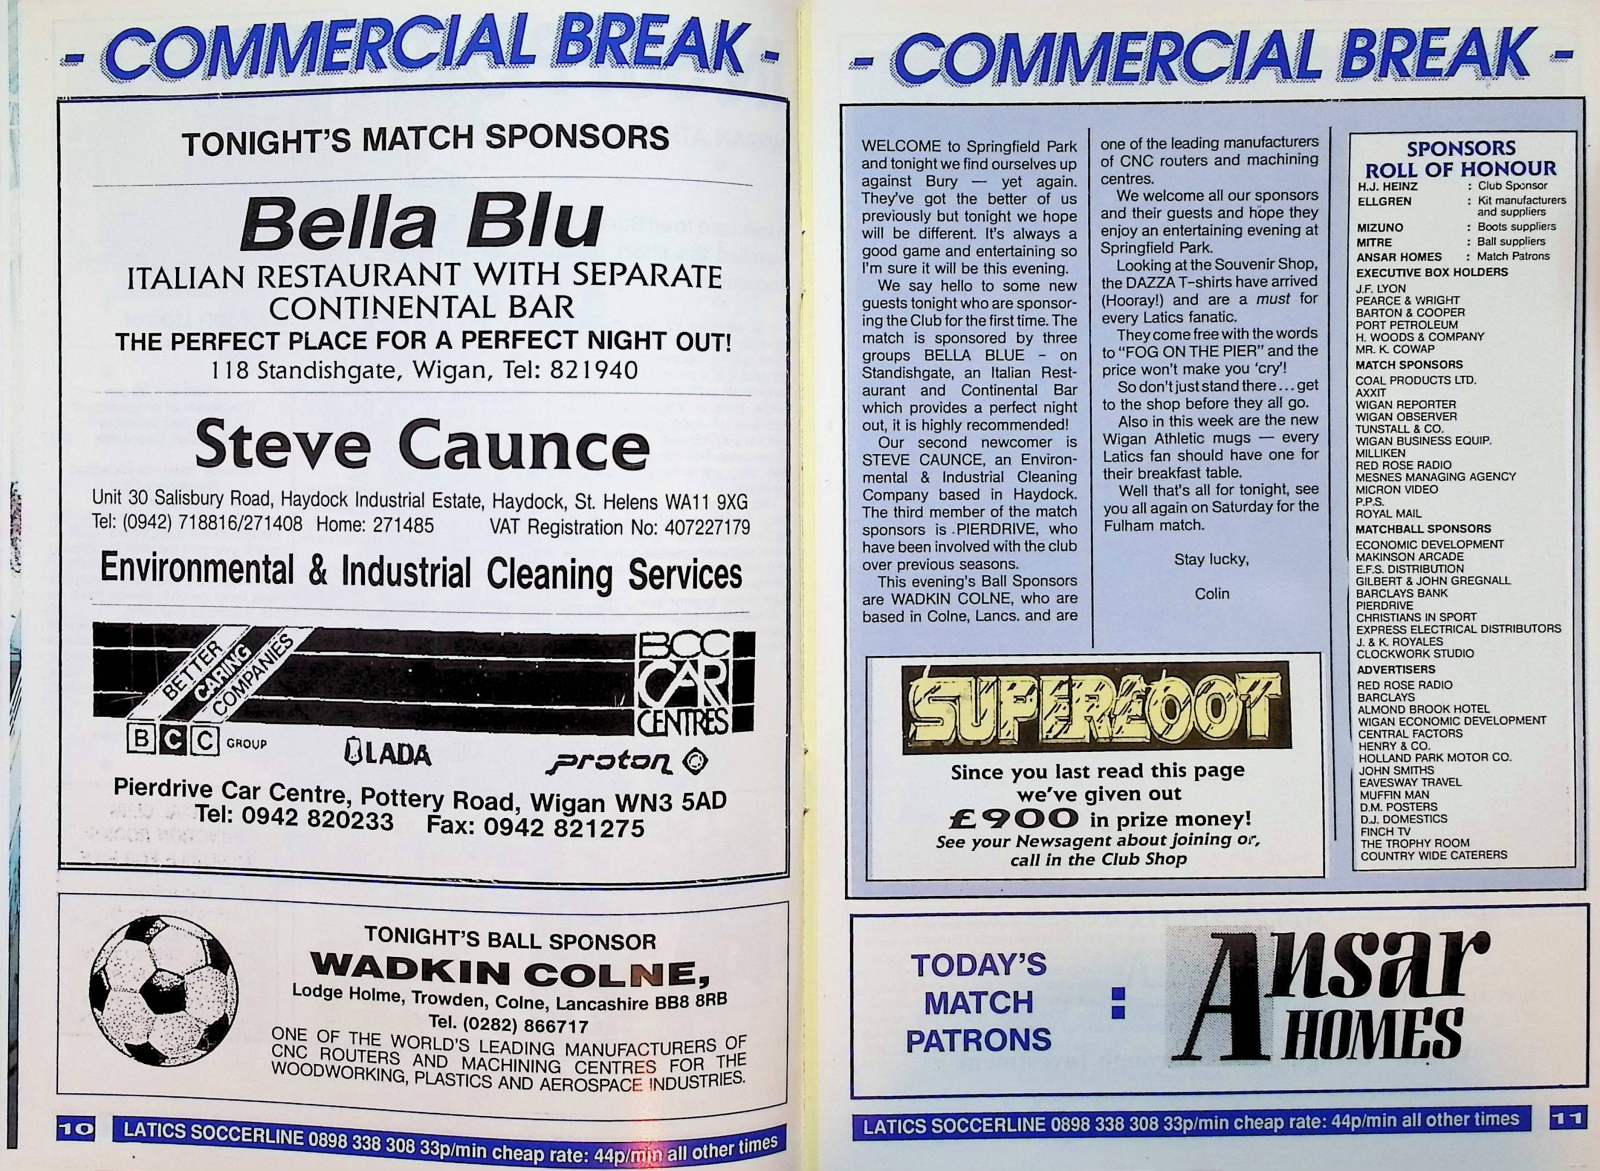 - COMMERCIAL BREAK -
TONIGHT'S MATCH SPONSORS
Bella Blu
ITALIAN RESTAURANT WITH SEPARATE
CONTINENTAL BAR
THE PERFECT PLACE FOR A PERFECT NIGHT OUT!
118 Standishgate, Wigan, Tel: 821940
Steve Caunce
Unit 30 Salisbury Road, Haydock Industrial Estate, Haydock, St. Helens WA11 9XG
Tel: (0942) 718816/271408 Home: 271485 VAT Registration No: 407227179
Environmental & Industrial Cleaning Services
BETTER
CARING
COMPANIES
BCC
CAR
CENTRES
BCC GROUP
LADA
proton
Pierdrive Car Centre, Pottery Road, Wigan WN3 5AD
Tel: 0942 820233 Fax: 0942 821275
TONIGHT'S BALL SPONSOR
WADKIN COLNE,
Lodge Holme, Trowden, Colne, Lancashire BB8 8RB
Tel. (0282) 866717
ONE OF THE WORLD'S LEADING MANUFACTURERS OF
CNC ROUTERS AND MACHINING CENTRES FOR THE
WOODWORKING, PLASTICS AND AEROSPACE INDUSTRIES.
10 LATICS SOCCERLINE 0898 338 308 33p/min cheap rate: 44p/min all other times
- COMMERCIAL BREAK -
WELCOME to Springfield Park
and tonight we find ourselves up
against Bury — yet again.
They've got the better of us
previously but tonight we hope
will be different. It's always a
good game and entertaining so
I'm sure it will be this evening.
We say hello to some new
guests tonight who are sponsor-
ing the Club for the first time. The
match is sponsored by three
groups BELLA BLUE – on
Standishgate, an Italian Rest-
aurant and Continental Bar
which provides a perfect night
out, it is highly recommended!
Our second newcomer is
STEVE CAUNCE, an Environ-
mental & Industrial Cleaning
Company based in Haydock.
The third member of the match
sponsors is .PIERDRIVE, who
have been involved with the club
over previous seasons.
This evening's Ball Sponsors
are WADKIN COLNE, who are
based in Colne, Lancs. and are
one of the leading manufacturers
of CNC routers and machining
centres.
We welcome all our sponsors
and their guests and hope they
enjoy an entertaining evening at
Springfield Park.
Looking at the Souvenir Shop,
the DAZZA T–shirts have arrived
(Hooray!) and are a must for
every Latics fanatic.
They come free with the words
to "FOG ON THE PIER" and the
price won't make you 'cry'!
So don't just stand there... get
to the shop before they all go.
Also in this week are the new
Wigan Athletic mugs — every
Latics fan should have one for
their breakfast table.
Well that's all for tonight, see
you all again on Saturday for the
Fulham match.
Stay lucky,
Colin
SUPERFOOT
Since you last read this page
we've given out
£900 in prize money!
See your Newsagent about joining or,
call in the Club Shop
SPONSORS
ROLL OF HONOUR
H.J. HEINZ : Club Sponsor
ELLGREN : Kit manufacturers
and suppliers
MIZUNO : Boots suppliers
MITRE : Ball suppliers
ANSAR HOMES : Match Patrons
EXECUTIVE BOX HOLDERS
J.F. LYON
PEARCE & WRIGHT
BARTON & COOPER
PORT PETROLEUM
H. WOODS & COMPANY
MR. K. COWAP
MATCH SPONSORS
COAL PRODUCTS LTD.
AXXIT
WIGAN REPORTER
WIGAN OBSERVER
TUNSTALL & CO.
WIGAN BUSINESS EQUIP.
MILLIKEN
RED ROSE RADIO
MESNES MANAGING AGENCY
MICRON VIDEO
P.P.S.
ROYAL MAIL
MATCHBALL SPONSORS
ECONOMIC DEVELOPMENT
MAKINSON ARCADE
E.F.S. DISTRIBUTION
GILBERT & JOHN GREGNALL
BARCLAYS BANK
PIERDRIVE
CHRISTIANS IN SPORT
EXPRESS ELECTRICAL DISTRIBUTORS
J. & K. ROYALES
CLOCKWORK STUDIO
ADVERTISERS
RED ROSE RADIO
BARCLAYS
ALMOND BROOK HOTEL
WIGAN ECONOMIC DEVELOPMENT
CENTRAL FACTORS
HENRY & CO.
HOLLAND PARK MOTOR CO.
JOHN SMITHS
EAVESWAY TRAVEL
MUFFIN MAN
D.M. POSTERS
D.J. DOMESTICS
FINCH TV
THE TROPHY ROOM
COUNTRY WIDE CATERERS
TODAY'S
MATCH
PATRONS :
Ansar
HOMES
LATICS SOCCERLINE 0898 338 308 33p/min cheap rate: 44p/min all other times 11